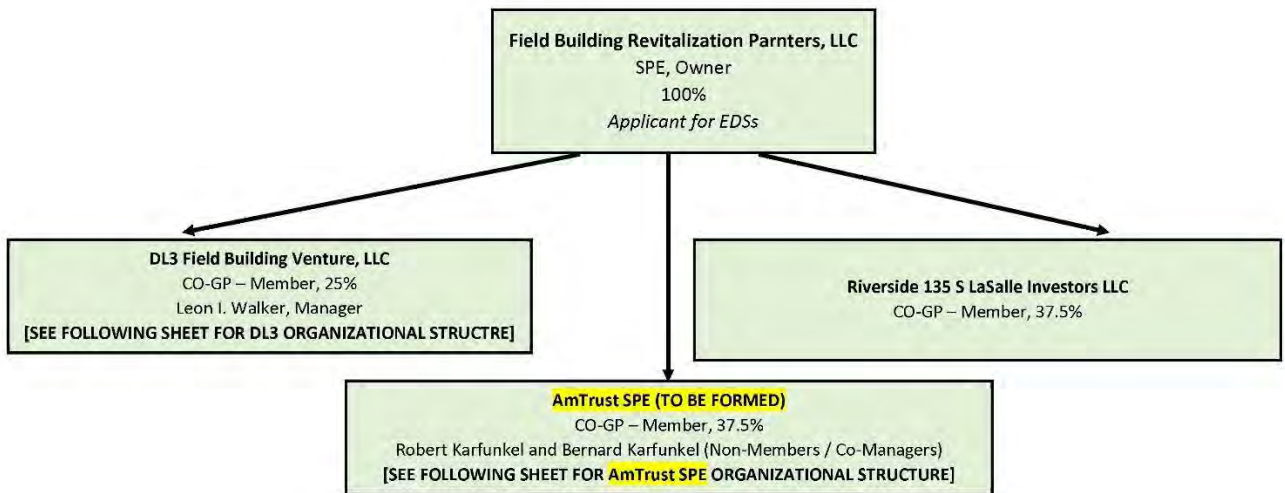 Field Building Revitalization Parnters, LLC
SPE, Owner
100%
Applicant for EDSs
DL3 Field Building Venture, LLC
CO-GP – Member, 25%
Leon I. Walker, Manager
[SEE FOLLOWING SHEET FOR DL3 ORGANIZATIONAL STRUCTRE]
Riverside 135 S LaSalle Investors LLC
CO-GP – Member, 37.5%
AmTrust SPE (TO BE FORMED)
CO-GP – Member, 37.5%
Robert Karfunkel and Bernard Karfunkel (Non-Members / Co-Managers)
[SEE FOLLOWING SHEET FOR AmTrust SPE ORGANIZATIONAL STRUCTURE]